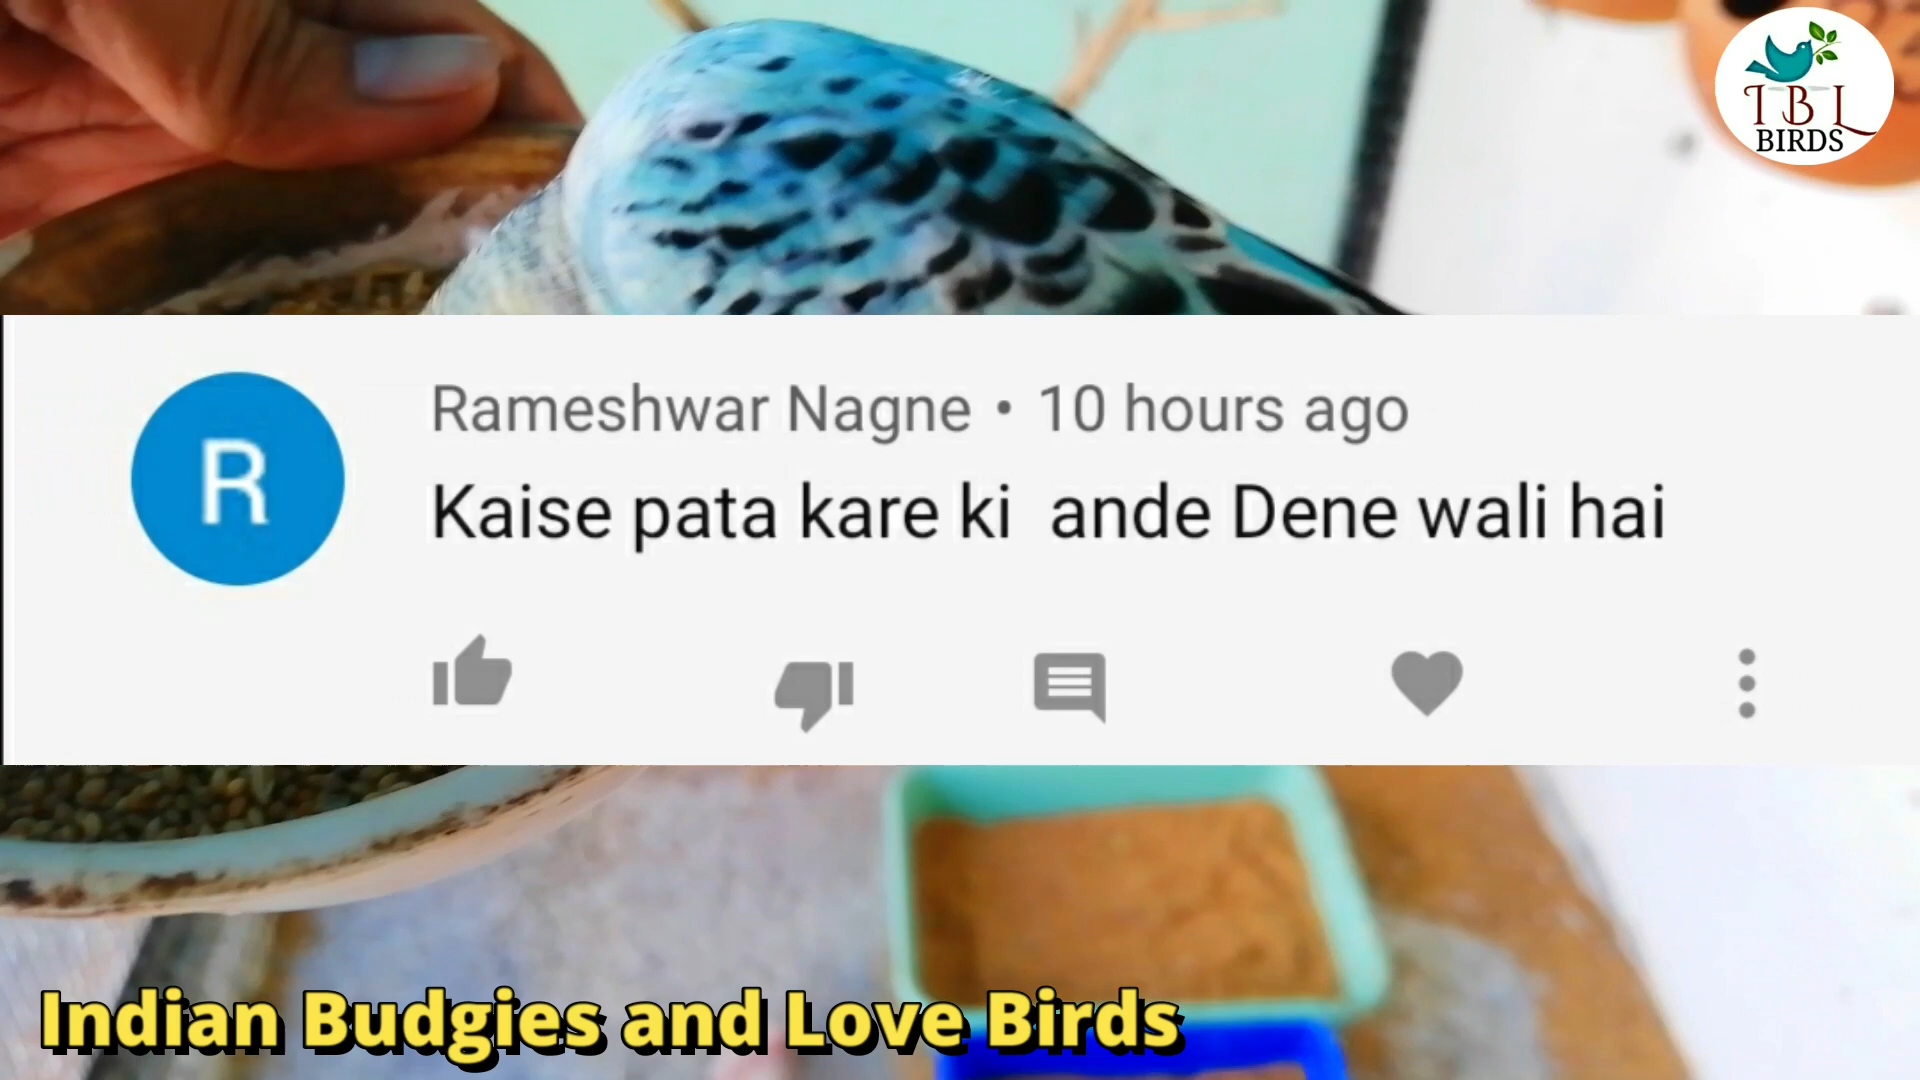 I B L
BIRDS
R
Rameshwar Nagne • 10 hours ago
Kaise pata kare ki ande Dene wali hai
Indian Budgies and Love Birds